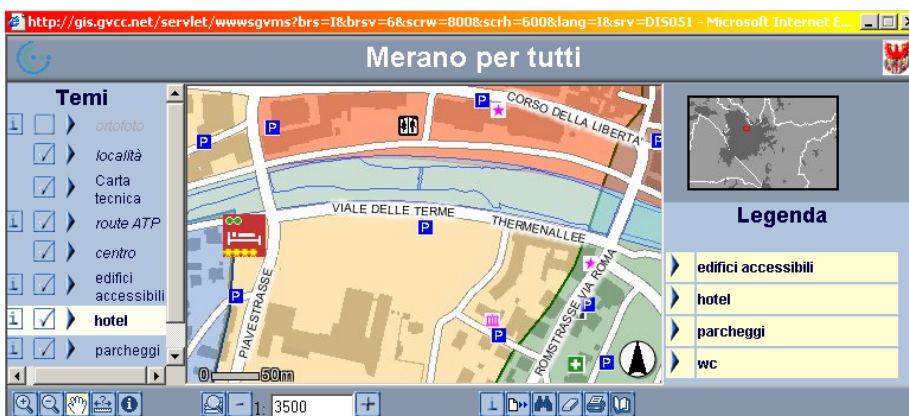 http://gis.gvcc.net/servlet/wwwsgvms?brs=I&brsv=6&scrw=800&scrh=600&lang=I&srv=DIS051 - Microsoft Internet E...
Merano per tutti
Temi
ortofoto
località
Carta
tecnica
route ATP
centro
edifici
accessibili
hotel
parcheggi
CORSO DELLA LIBERTA'
VIALE DELLE TERME
THERMENALLEE
PIAVESTRASSE
ROMSTRASSE VIA ROMA
0 50m
Legenda
edifici accessibili
hotel
parcheggi
wc
1: 3500